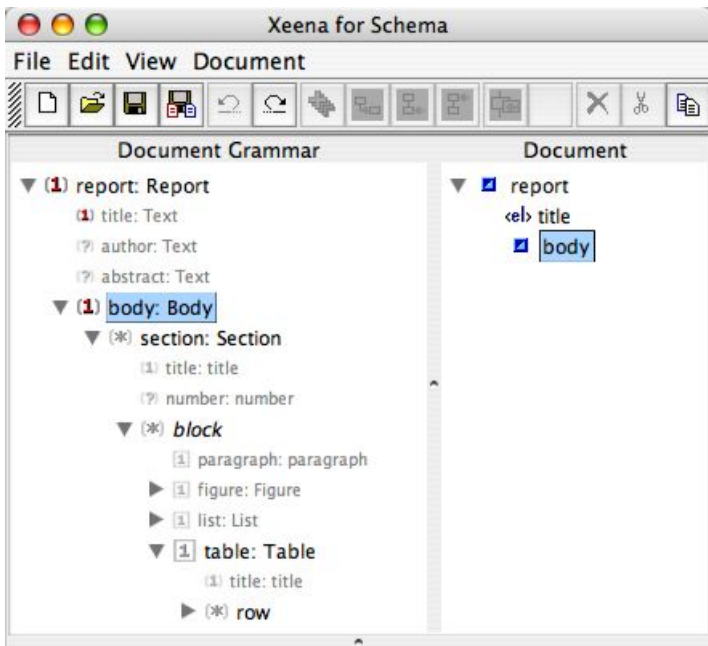 Xeena for Schema
File Edit View Document
Document Grammar
(1) report: Report
(1) title: Text
(?) author: Text
(?) abstract: Text
(1) body: Body
(*) section: Section
(1) title: title
(?) number: number
(*) block
1 paragraph: paragraph
1 figure: Figure
1 list: List
1 table: Table
(1) title: title
(*) row
Document
report
<el> title
body